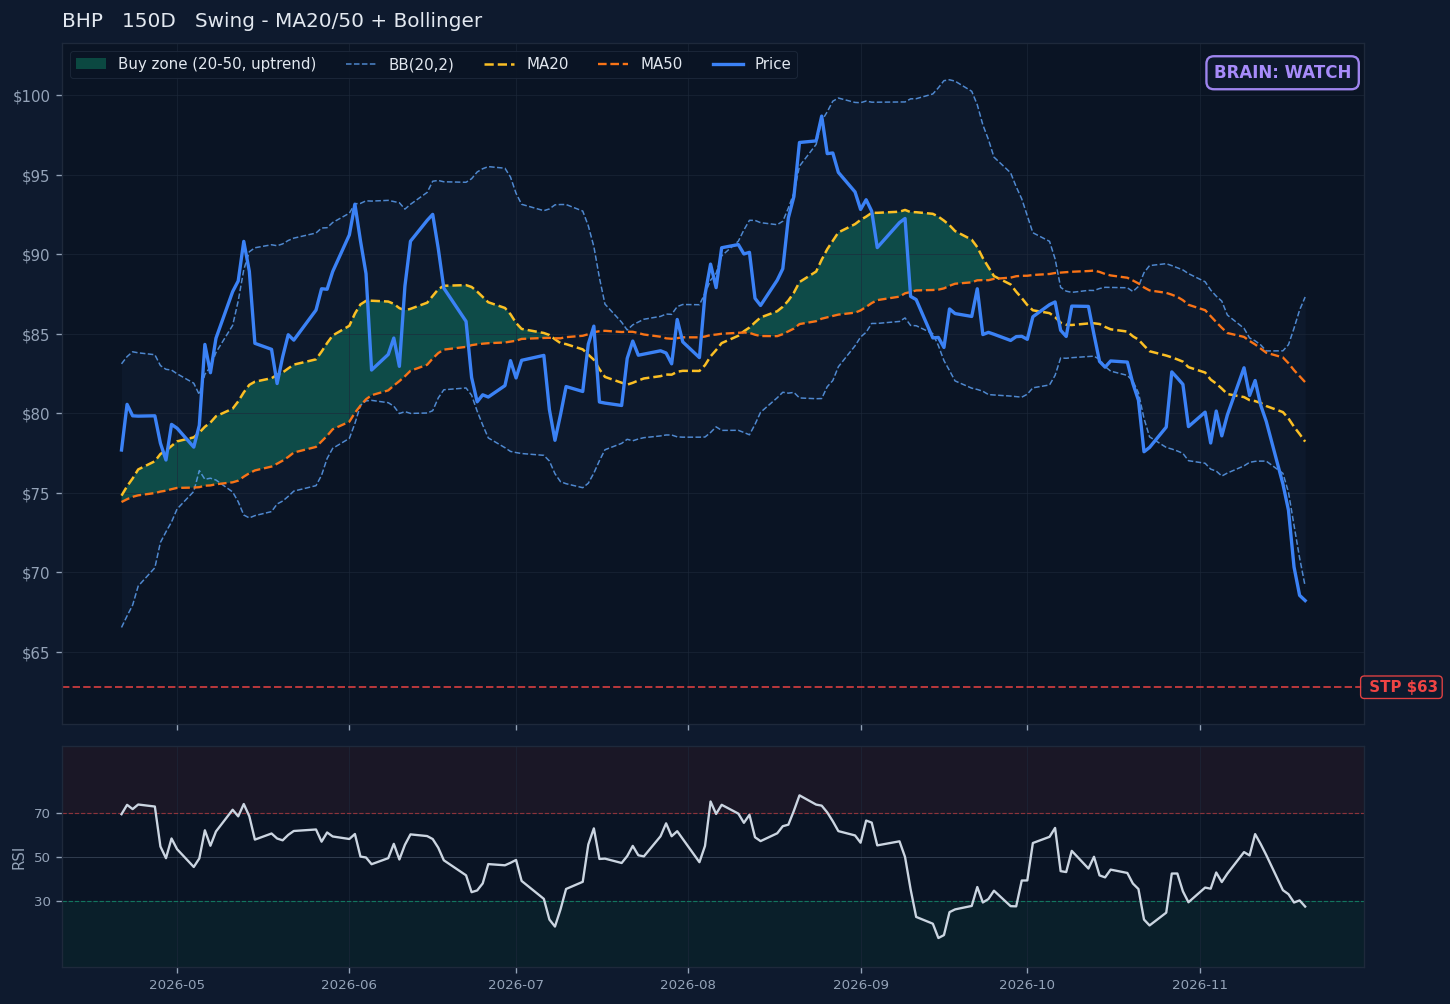 BHP 150D Swing - MA20/50 + Bollinger
Buy zone (20-50, uptrend) BB(20,2) MA20 MA50 Price
BRAIN: WATCH
$100
$95
$90
$85
$80
$75
$70
$65
STP $63
70
50
30
RSI
2026-05 2026-06 2026-07 2026-08 2026-09 2026-10 2026-11